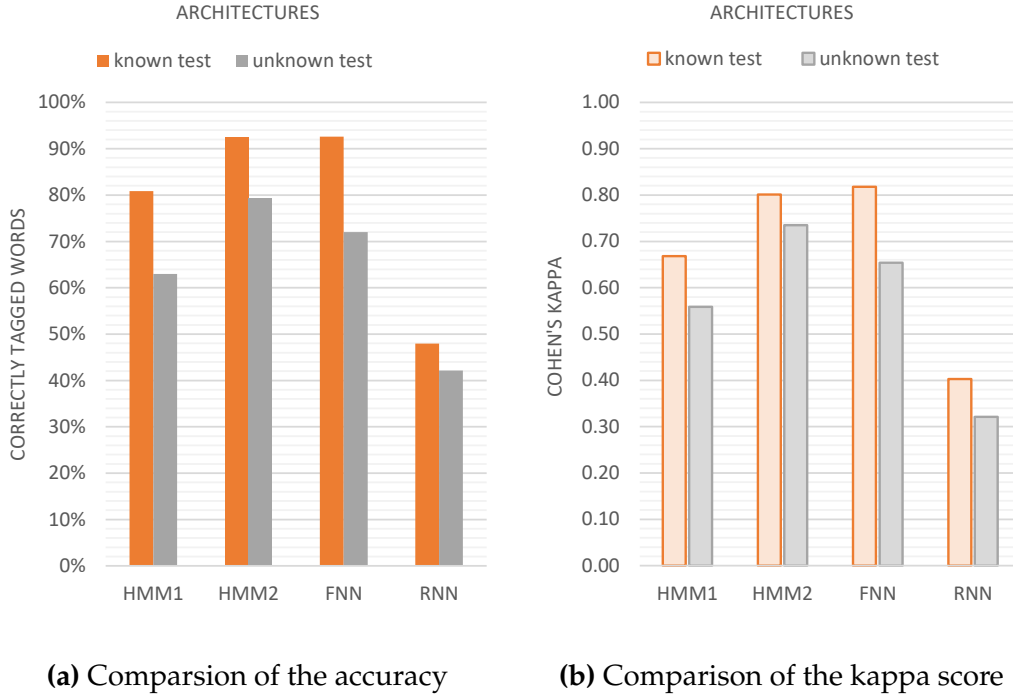 ARCHITECTURES
known test unknown test
CORRECTLY TAGGED WORDS
100%
90%
80%
70%
60%
50%
40%
30%
20%
10%
0%
HMM1 HMM2 FNN RNN
(a) Comparsion of the accuracy
ARCHITECTURES
known test unknown test
COHEN'S KAPPA
1.00
0.90
0.80
0.70
0.60
0.50
0.40
0.30
0.20
0.10
0.00
HMM1 HMM2 FNN RNN
(b) Comparison of the kappa score